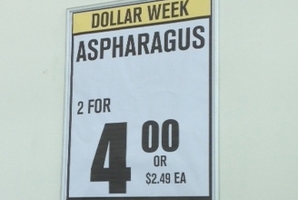 DOLLAR WEEK
ASPHARAGUS
2 FOR
4 00
OR
$2.49 EA